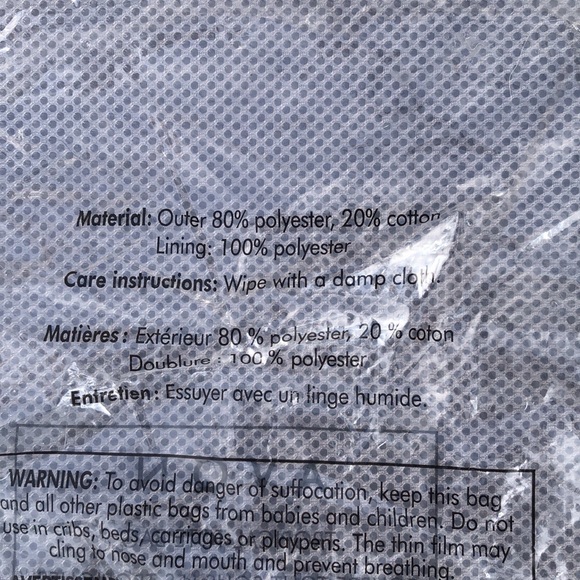 Material: Outer 80% polyester, 20% cotton
Lining: 100% polyester
Care instructions: Wipe with a damp cloth.
Matières : Extérieur 80 % polyester, 20 % coton
Doublure : 100 % polyester
Entretien : Essuyer avec un linge humide.
WARNING: To avoid danger of suffocation, keep this bag
and all other plastic bags from babies and children. Do not
use in cribs, beds, carriages or playpens. The thin film may
cling to nose and mouth and prevent breathing.